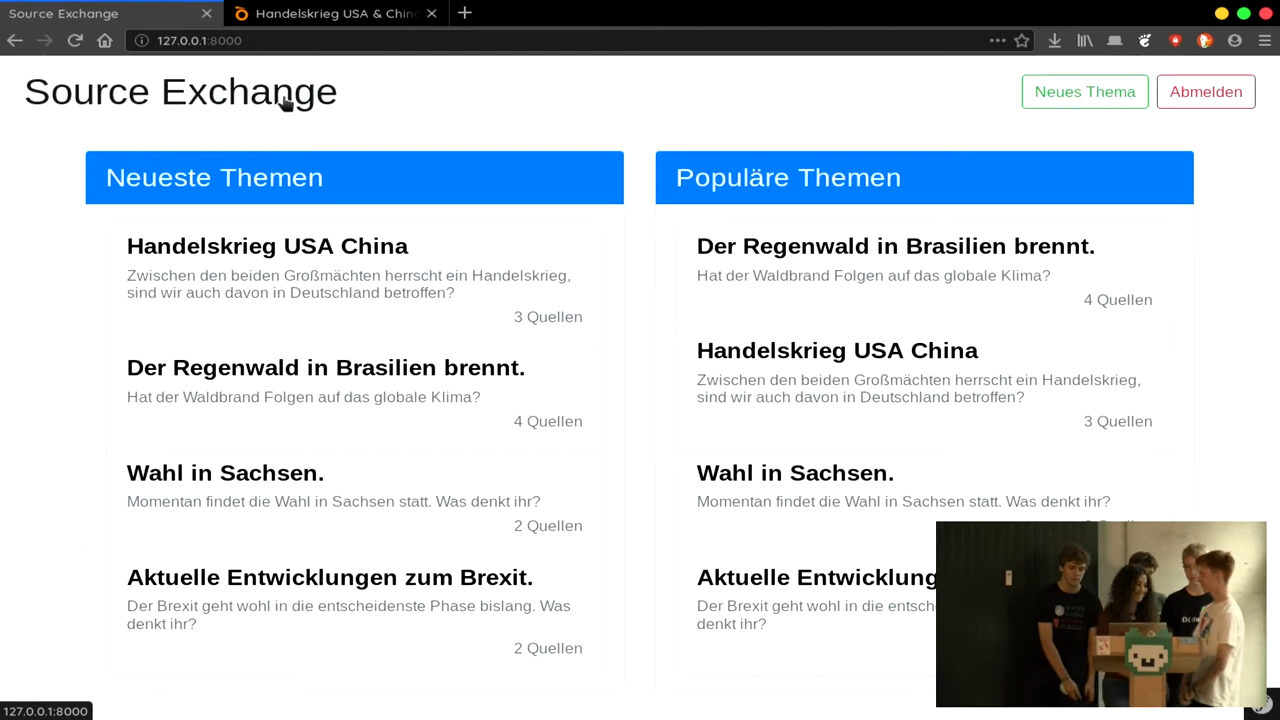 Source Exchange
Handelskrieg USA & Chin
127.0.0.1:8000
Source Exchange
Neues Thema
Abmelden
Neueste Themen
Handelskrieg USA China
Zwischen den beiden Großmächten herrscht ein Handelskrieg,
sind wir auch davon in Deutschland betroffen?
3 Quellen
Der Regenwald in Brasilien brennt.
Hat der Waldbrand Folgen auf das globale Klima?
4 Quellen
Wahl in Sachsen.
Momentan findet die Wahl in Sachsen statt. Was denkt ihr?
2 Quellen
Aktuelle Entwicklungen zum Brexit.
Der Brexit geht wohl in die entscheidenste Phase bislang. Was
denkt ihr?
2 Quellen
Populäre Themen
Der Regenwald in Brasilien brennt.
Hat der Waldbrand Folgen auf das globale Klima?
4 Quellen
Handelskrieg USA China
Zwischen den beiden Großmächten herrscht ein Handelskrieg,
sind wir auch davon in Deutschland betroffen?
3 Quellen
Wahl in Sachsen.
Momentan findet die Wahl in Sachsen statt. Was denkt ihr?
Aktuelle Entwicklung
Der Brexit geht wohl in die entsch
denkt ihr?
127.0.0.1:8000